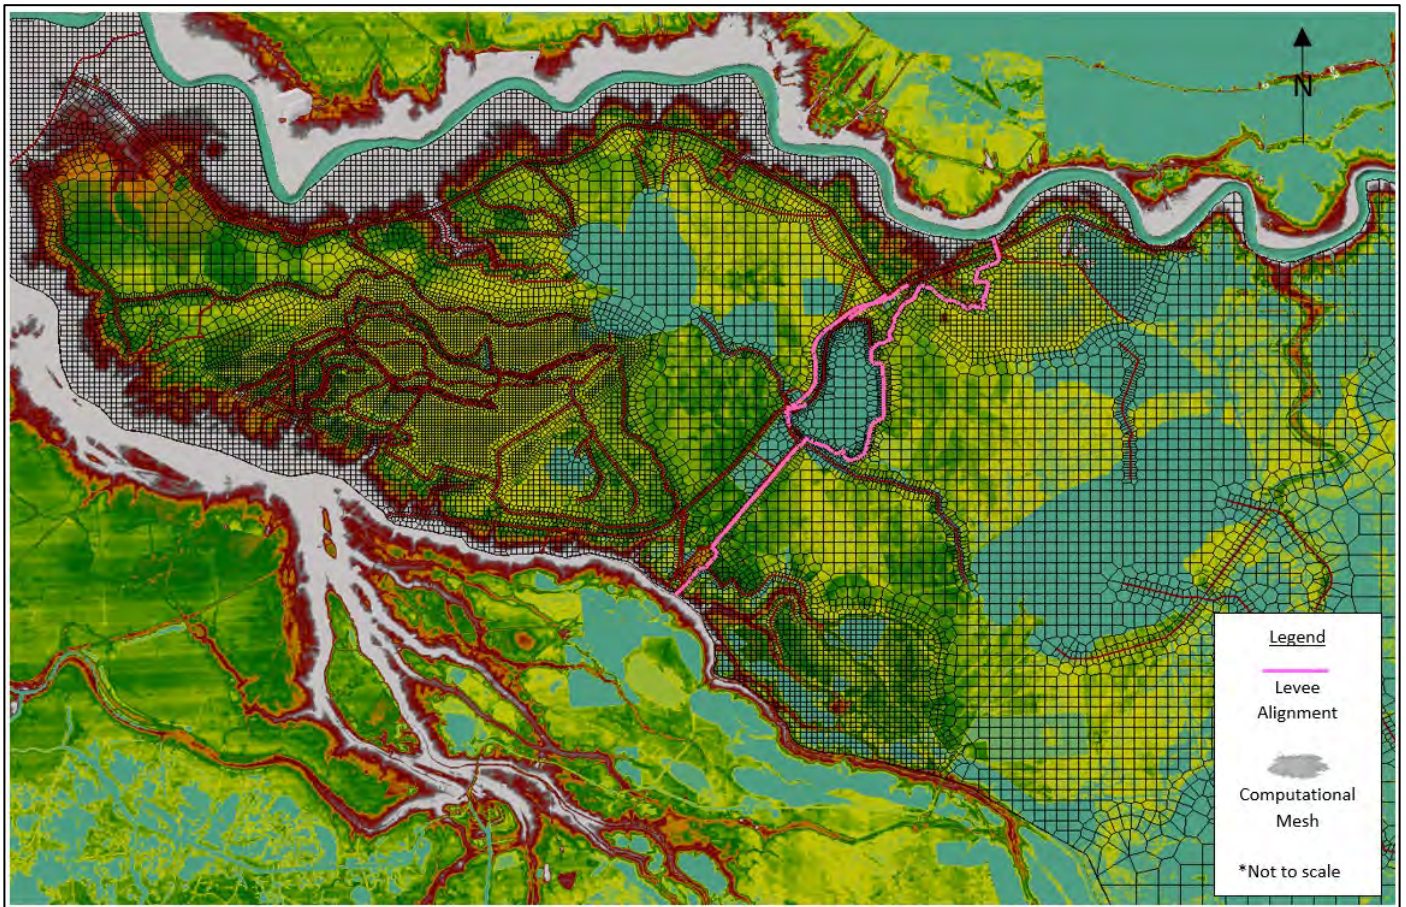 N
Legend
Levee
Alignment
Computational
Mesh
*Not to scale